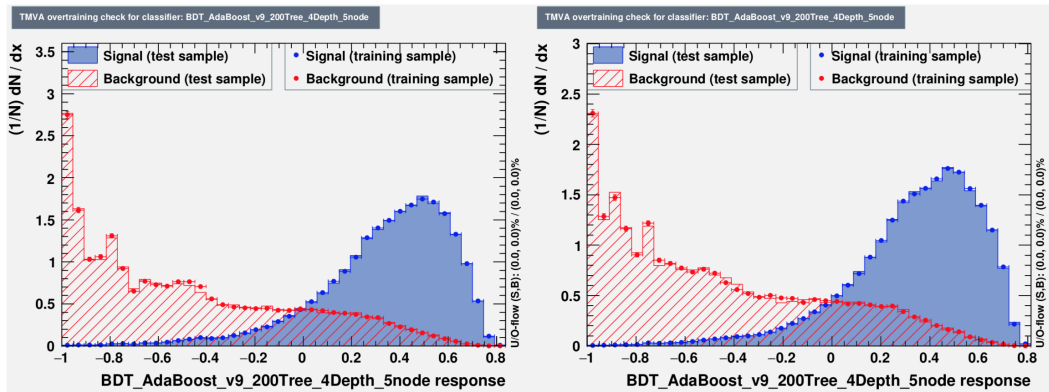 TMVA overtraining check for classifier: BDT_AdaBoost_v9_200Tree_4Depth_5node
Signal (test sample)
Background (test sample)
Signal (training sample)
Background (training sample)
(1/N) dN / dx
3.5
3
2.5
2
1.5
1
0.5
0
−1 −0.8 −0.6 −0.4 −0.2 0 0.2 0.4 0.6 0.8
BDT_AdaBoost_v9_200Tree_4Depth_5node response
U/O-flow (S,B): (0.0, 0.0)% / (0.0, 0.0)%
TMVA overtraining check for classifier: BDT_AdaBoost_v9_200Tree_4Depth_5node
Signal (test sample)
Background (test sample)
Signal (training sample)
Background (training sample)
(1/N) dN / dx
3
2.5
2
1.5
1
0.5
0
−1 −0.8 −0.6 −0.4 −0.2 0 0.2 0.4 0.6 0.8
BDT_AdaBoost_v9_200Tree_4Depth_5node response
U/O-flow (S,B): (0.0, 0.0)% / (0.0, 0.0)%